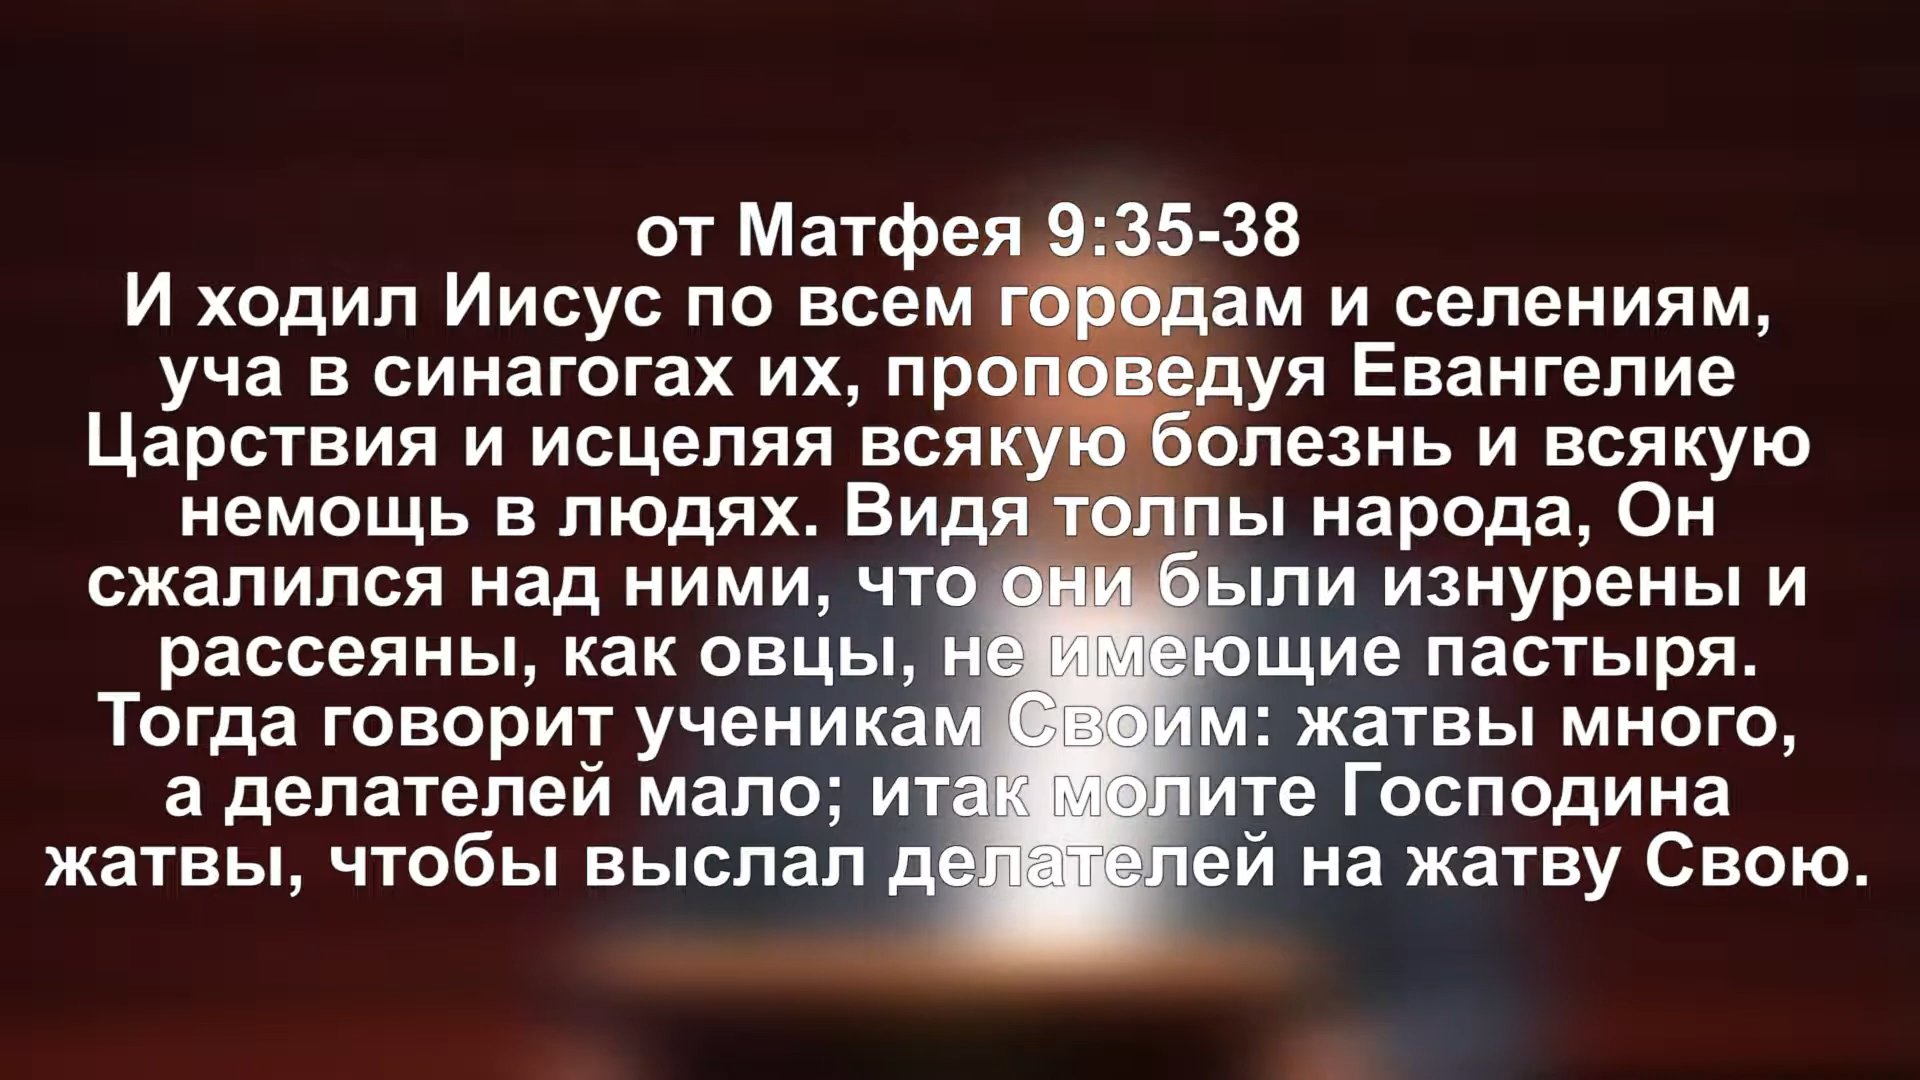 от Матфея 9:35-38
И ходил Иисус по всем городам и селениям,
уча в синагогах их, проповедуя Евангелие
Царствия и исцеляя всякую болезнь и всякую
немощь в людях. Видя толпы народа, Он
сжалился над ними, что они были изнурены и
рассеяны, как овцы, не имеющие пастыря.
Тогда говорит ученикам Своим: жатвы много,
а делателей мало; итак молите Господина
жатвы, чтобы выслал делателей на жатву Свою.